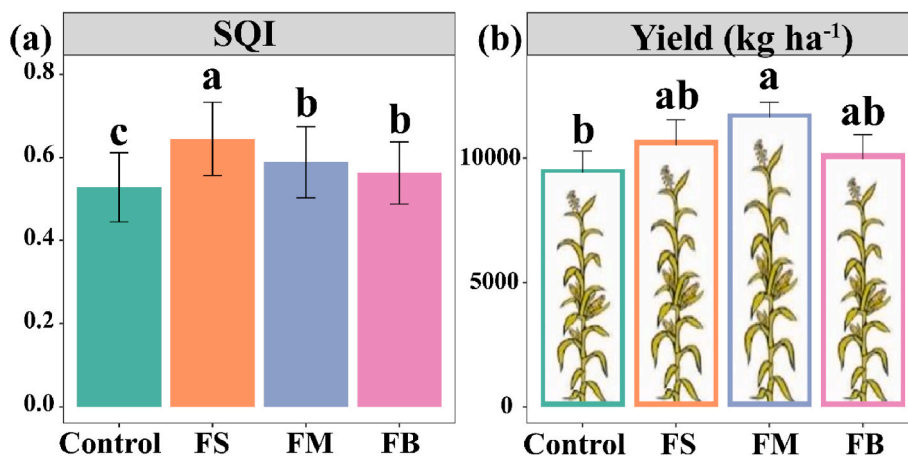 (a) SQI
0.8
0.6
0.4
0.2
0.0
c
a
b
b
Control FS FM FB
(b) Yield (kg ha⁻¹)
10000
5000
0
b
ab
a
ab
Control FS FM FB